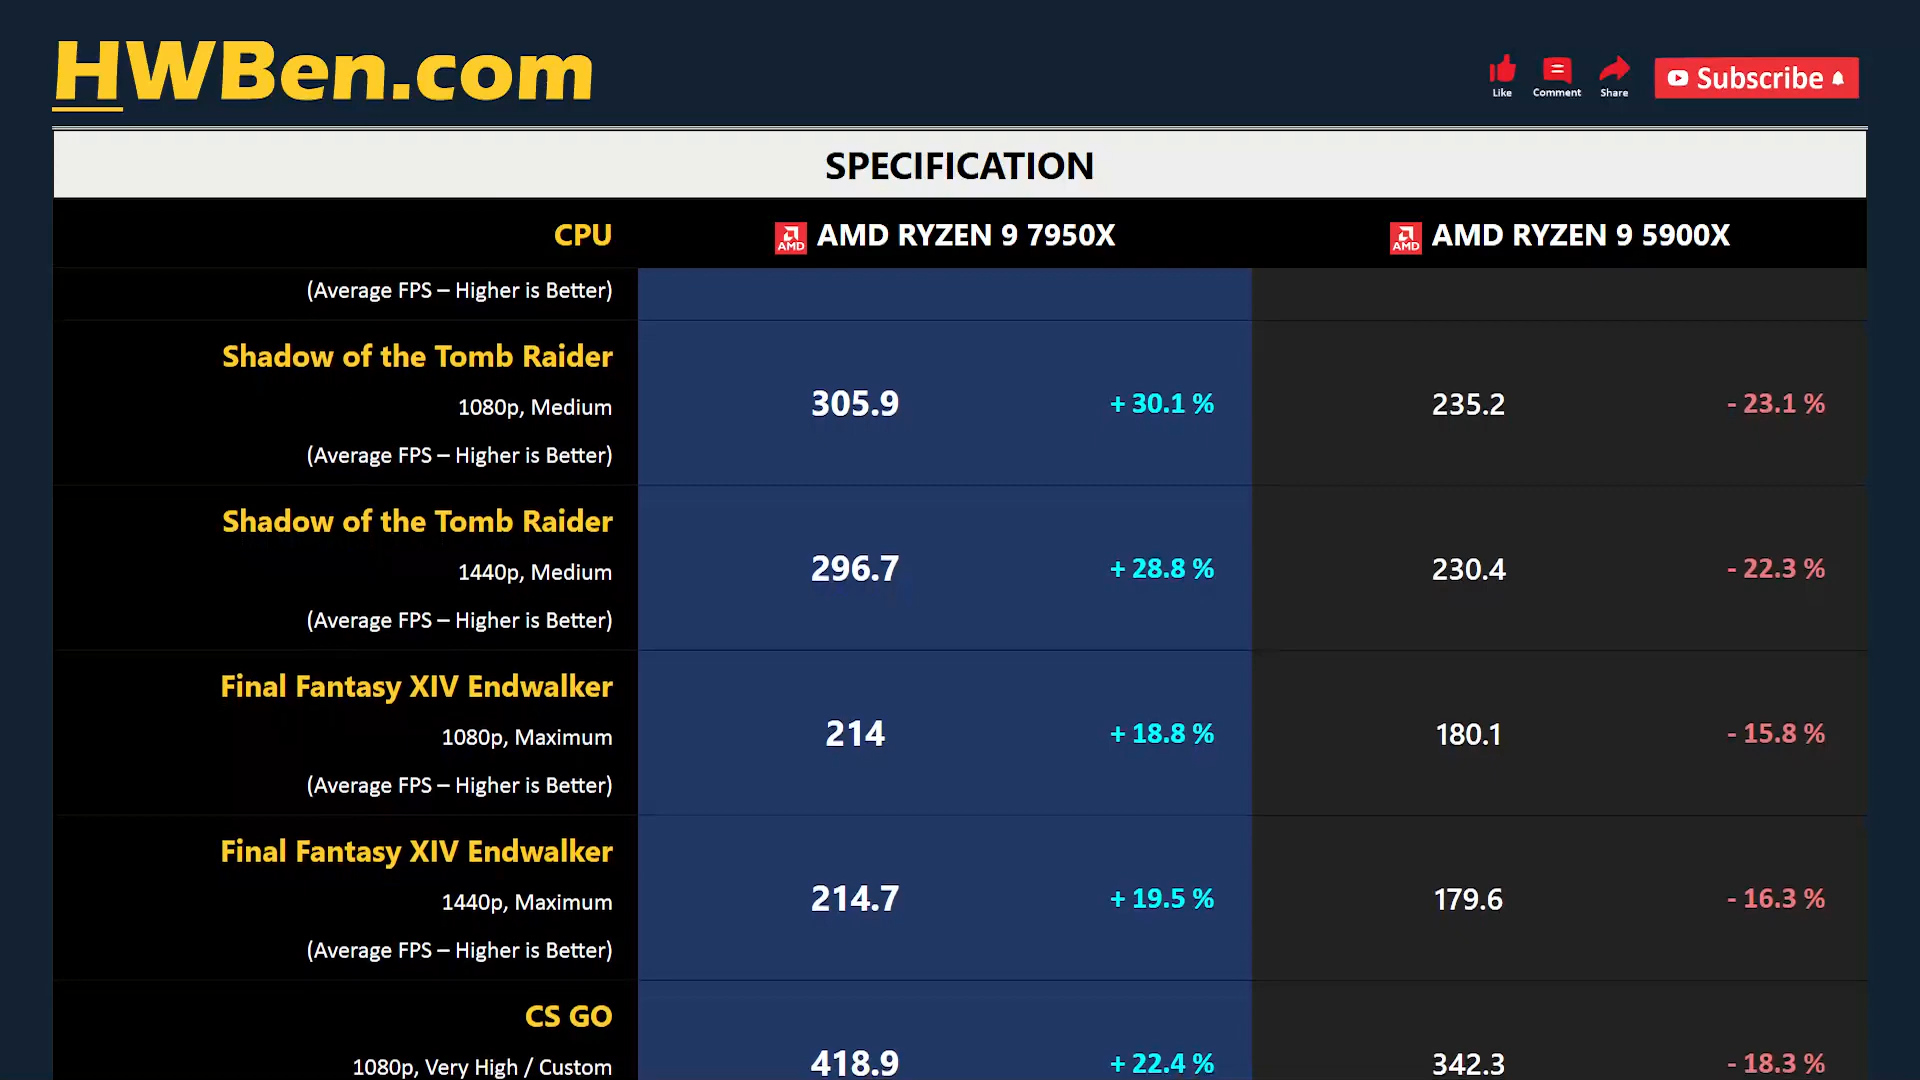 HWBen.com
Like Comment Share Subscribe
SPECIFICATION
CPU AMD AMD RYZEN 9 7950X AMD AMD RYZEN 9 5900X
(Average FPS – Higher is Better)
Shadow of the Tomb Raider
1080p, Medium
(Average FPS – Higher is Better)
305.9 + 30.1 % 235.2 - 23.1 %
Shadow of the Tomb Raider
1440p, Medium
(Average FPS – Higher is Better)
296.7 + 28.8 % 230.4 - 22.3 %
Final Fantasy XIV Endwalker
1080p, Maximum
(Average FPS – Higher is Better)
214 + 18.8 % 180.1 - 15.8 %
Final Fantasy XIV Endwalker
1440p, Maximum
(Average FPS – Higher is Better)
214.7 + 19.5 % 179.6 - 16.3 %
CS GO
1080p, Very High / Custom
418.9 + 22.4 % 342.3 - 18.3 %